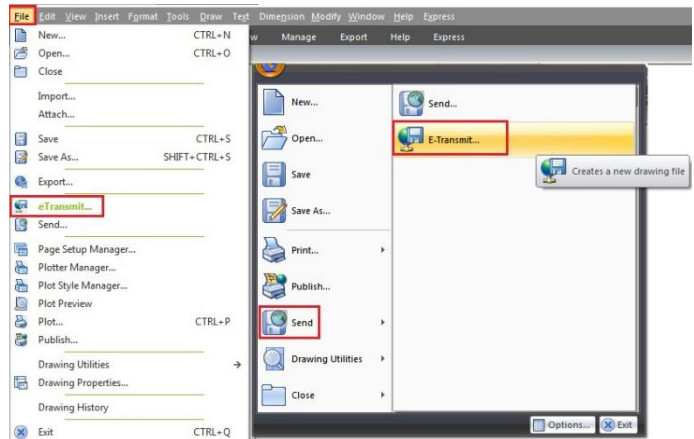 File Edit View Insert Format Tools Draw Text Dimension Modify Window Help Express
w Manage Export Help Express
New... CTRL+N
Open... CTRL+O
Close
Import...
Attach...
Save CTRL+S
Save As... SHIFT+CTRL+S
Export...
eTransmit...
Send...
Page Setup Manager...
Plotter Manager...
Plot Style Manager...
Plot Preview
Plot... CTRL+P
Publish...
Drawing Utilities
Drawing Properties...
Drawing History
Exit CTRL+Q
New...
Open...
Save
Save As...
Print...
Publish...
Send
Drawing Utilities
Close
Send...
E-Transmit...
Creates a new drawing file
Options... Exit